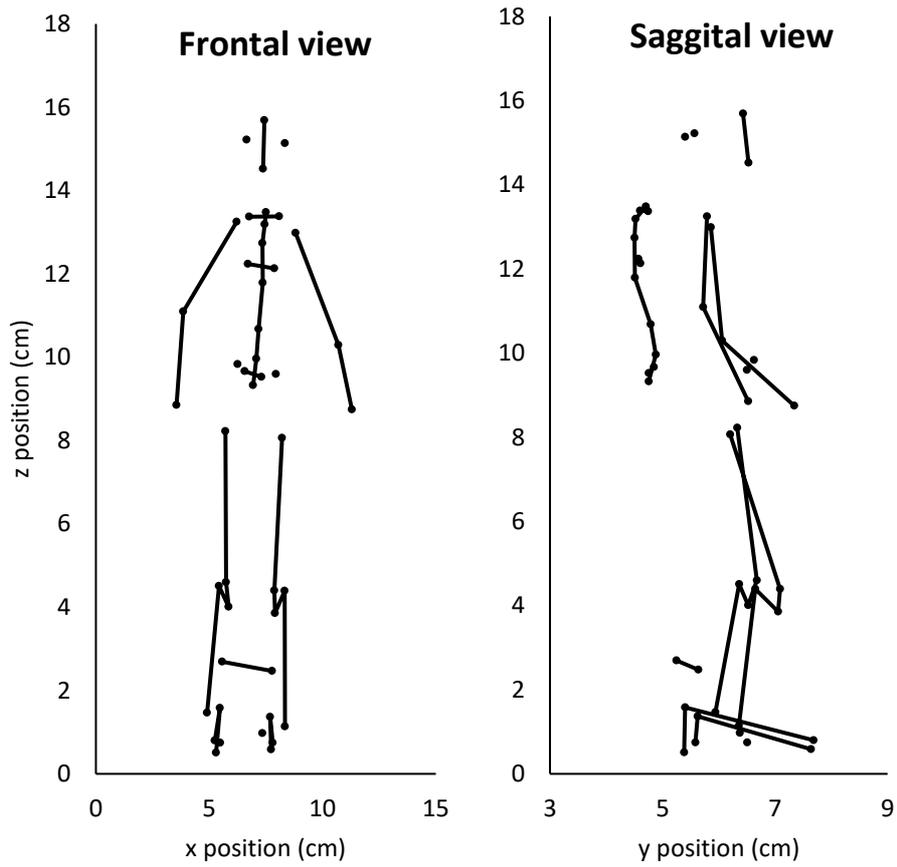 Frontal view
18
16
14
12
10
8
6
4
2
0
z position (cm)
0 5 10 15
x position (cm)
Saggital view
18
16
14
12
10
8
6
4
2
0
3 5 7 9
y position (cm)